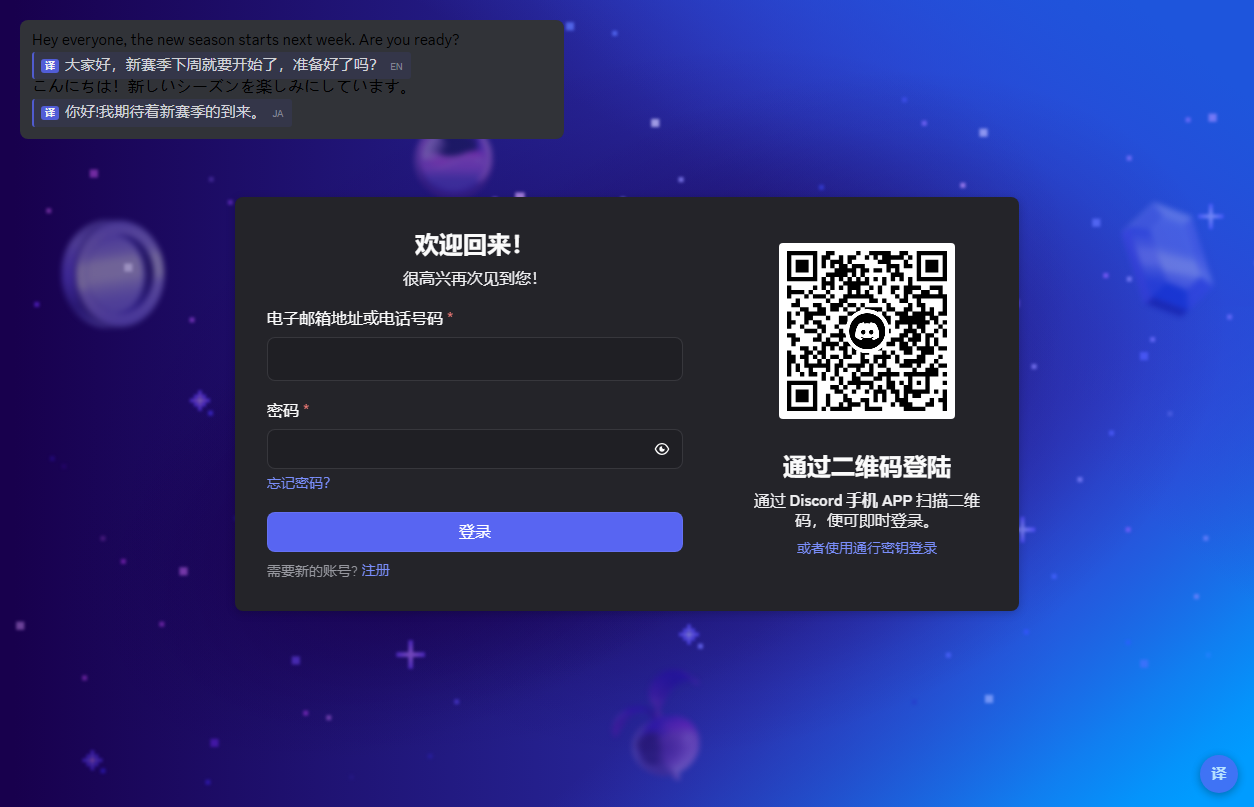 Hey everyone, the new season starts next week. Are you ready?
译 大家好，新赛季下周就要开始了，准备好了吗？ EN
こんにちは！新しいシーズンを楽しみにしています。
译 你好!我期待着新赛季的到来。 JA
欢迎回来！
很高兴再次见到您！
电子邮箱地址或电话号码 *
密码 *
忘记密码？
登录
需要新的账号？注册
通过二维码登陆
通过 Discord 手机 APP 扫描二维
码，便可即时登录。
或者使用通行密钥登录
译